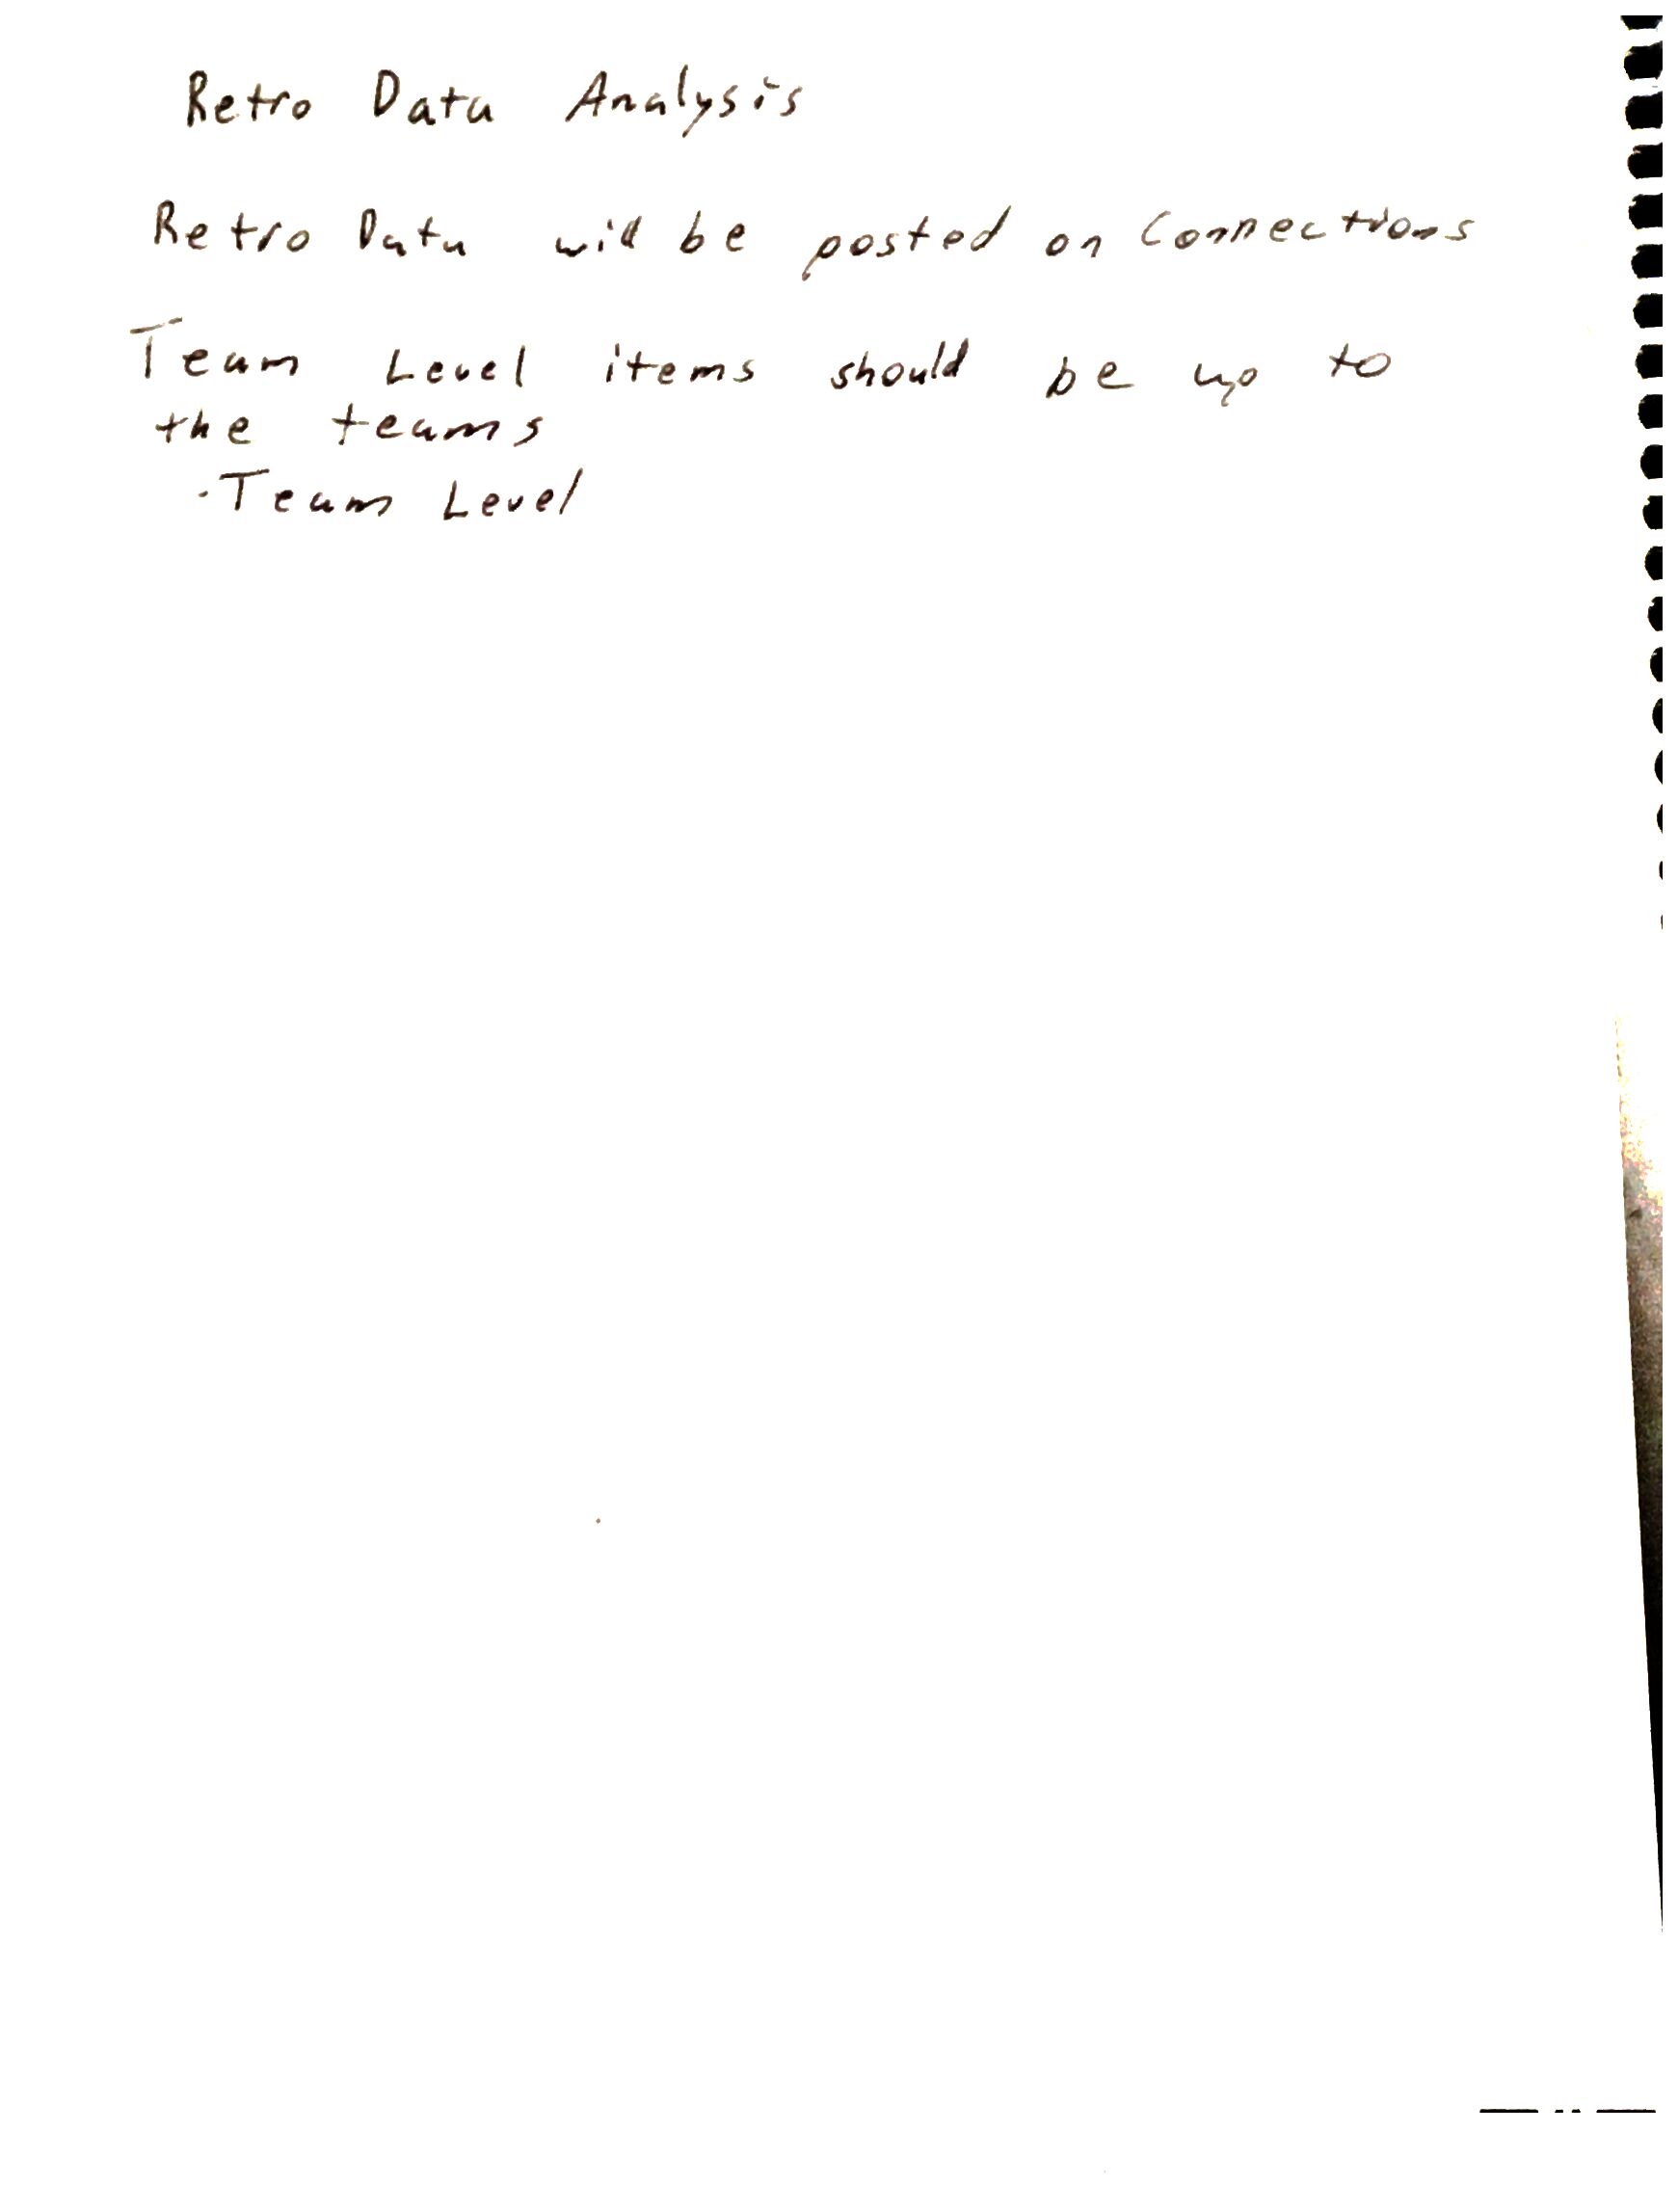 Retro Data Analysis
Retro Data will be posted on Connections
Team Level items should be up to
the teams
· Team Level